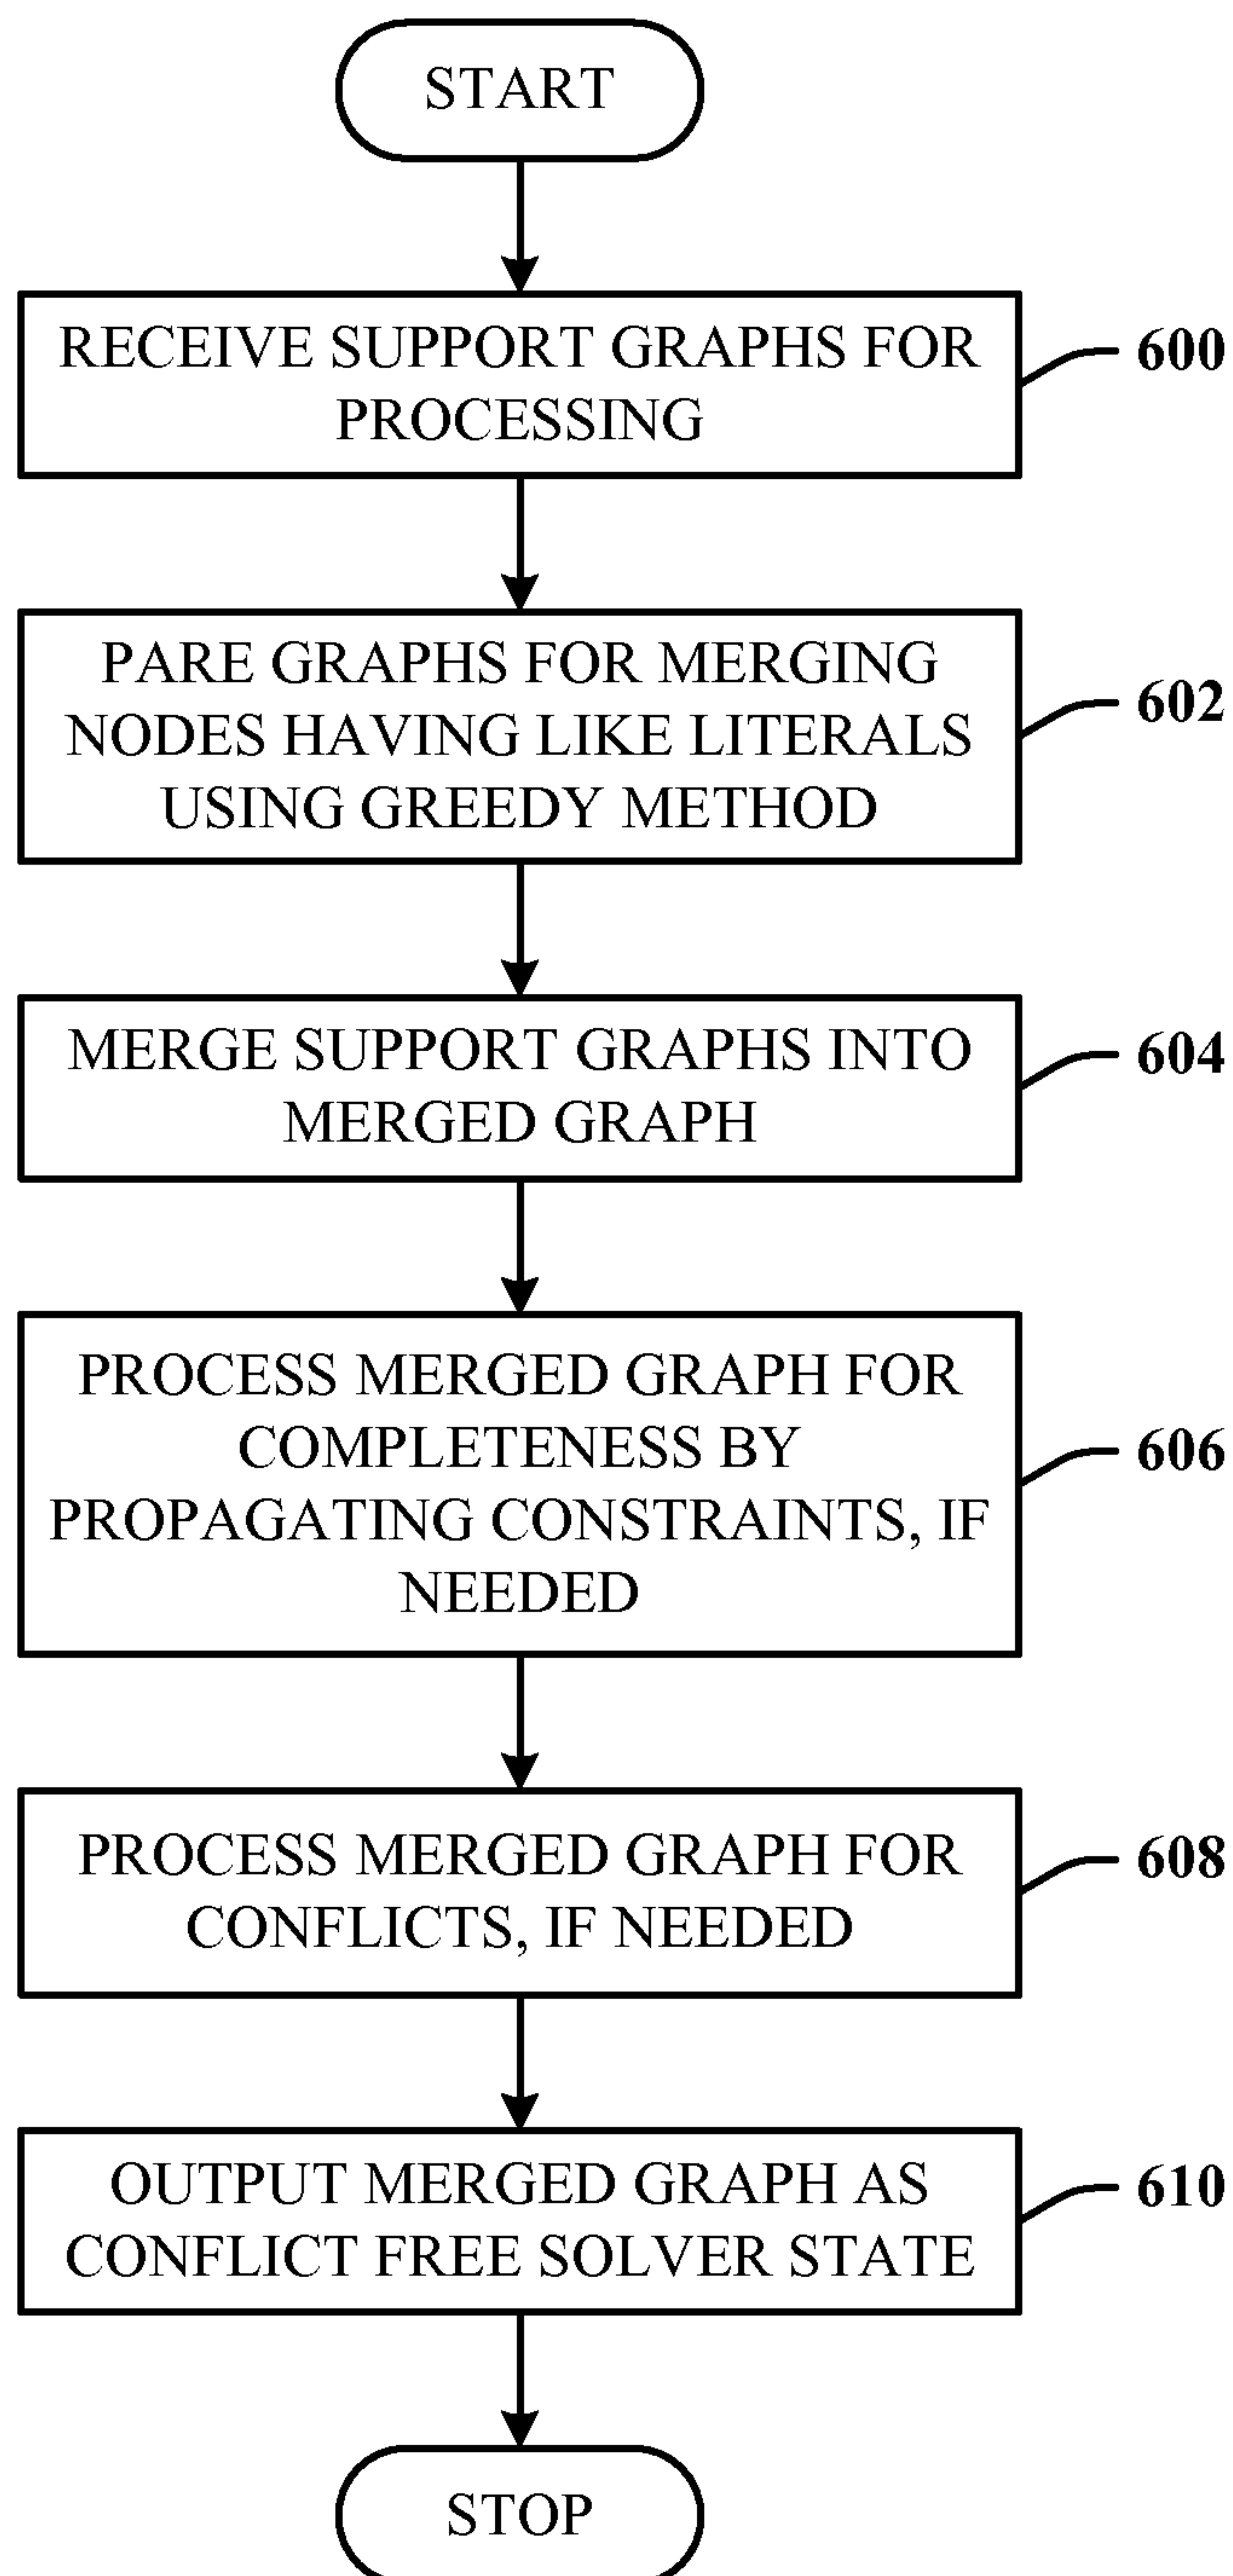 START
RECEIVE SUPPORT GRAPHS FOR
PROCESSING
600
PARE GRAPHS FOR MERGING
NODES HAVING LIKE LITERALS
USING GREEDY METHOD
602
MERGE SUPPORT GRAPHS INTO
MERGED GRAPH
604
PROCESS MERGED GRAPH FOR
COMPLETENESS BY
PROPAGATING CONSTRAINTS, IF
NEEDED
606
PROCESS MERGED GRAPH FOR
CONFLICTS, IF NEEDED
608
OUTPUT MERGED GRAPH AS
CONFLICT FREE SOLVER STATE
610
STOP